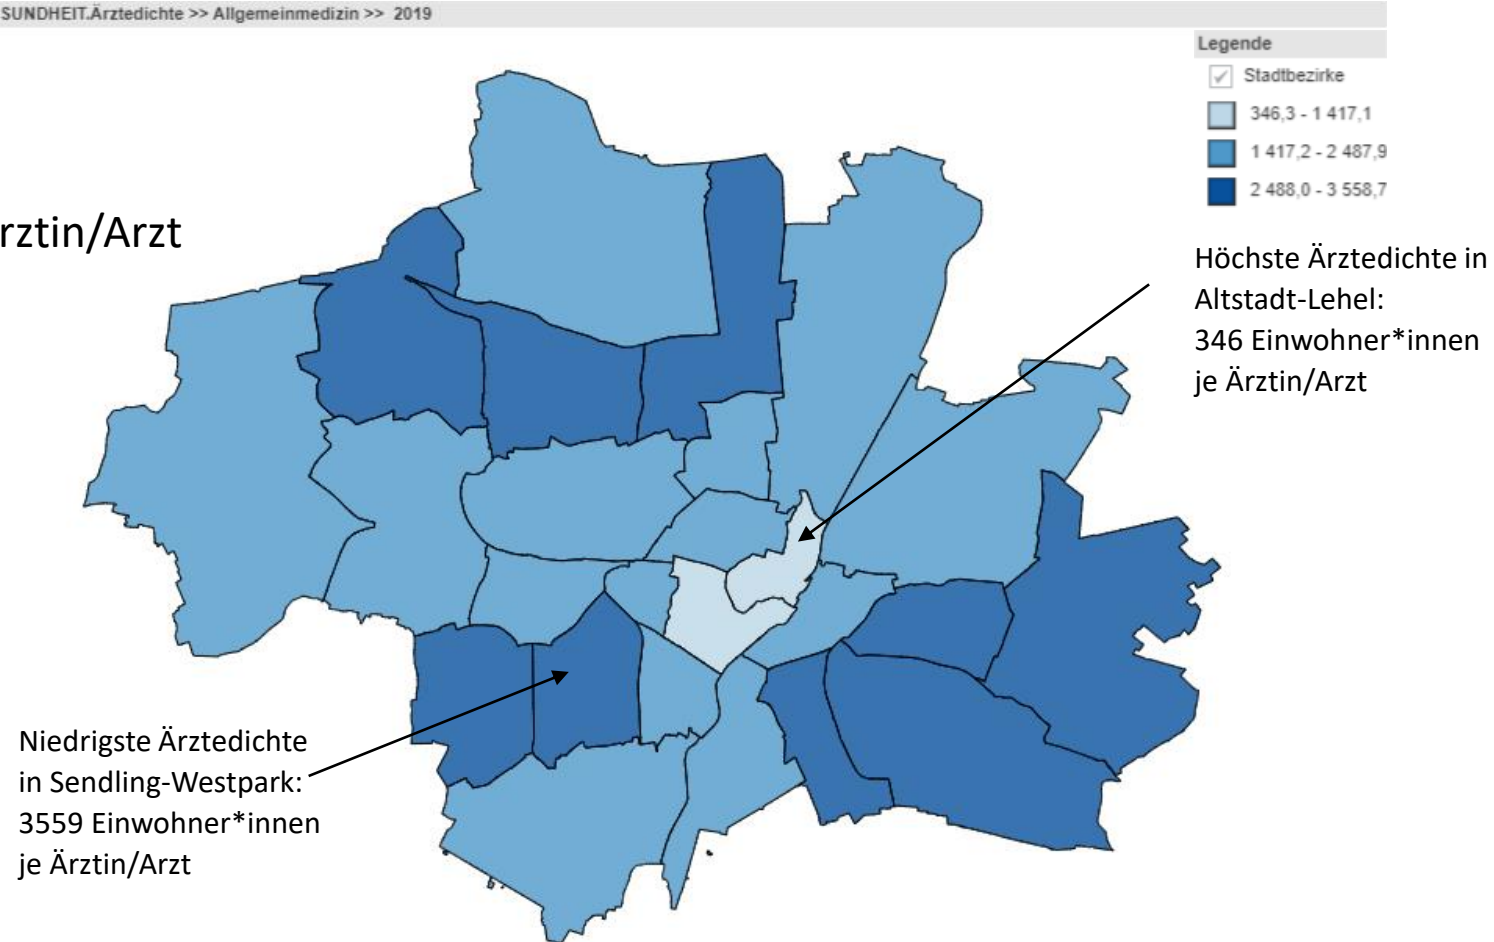 SUNDHEIT.Ärztedichte >> Allgemeinmedizin >> 2019
Legende
Stadtbezirke
346,3 - 1 417,1
1 417,2 - 2 487,9
2 488,0 - 3 558,7
rztin/Arzt
Höchste Ärztedichte in
Altstadt-Lehel:
346 Einwohner*innen
je Ärztin/Arzt
Niedrigste Ärztedichte
in Sendling-Westpark:
3559 Einwohner*innen
je Ärztin/Arzt